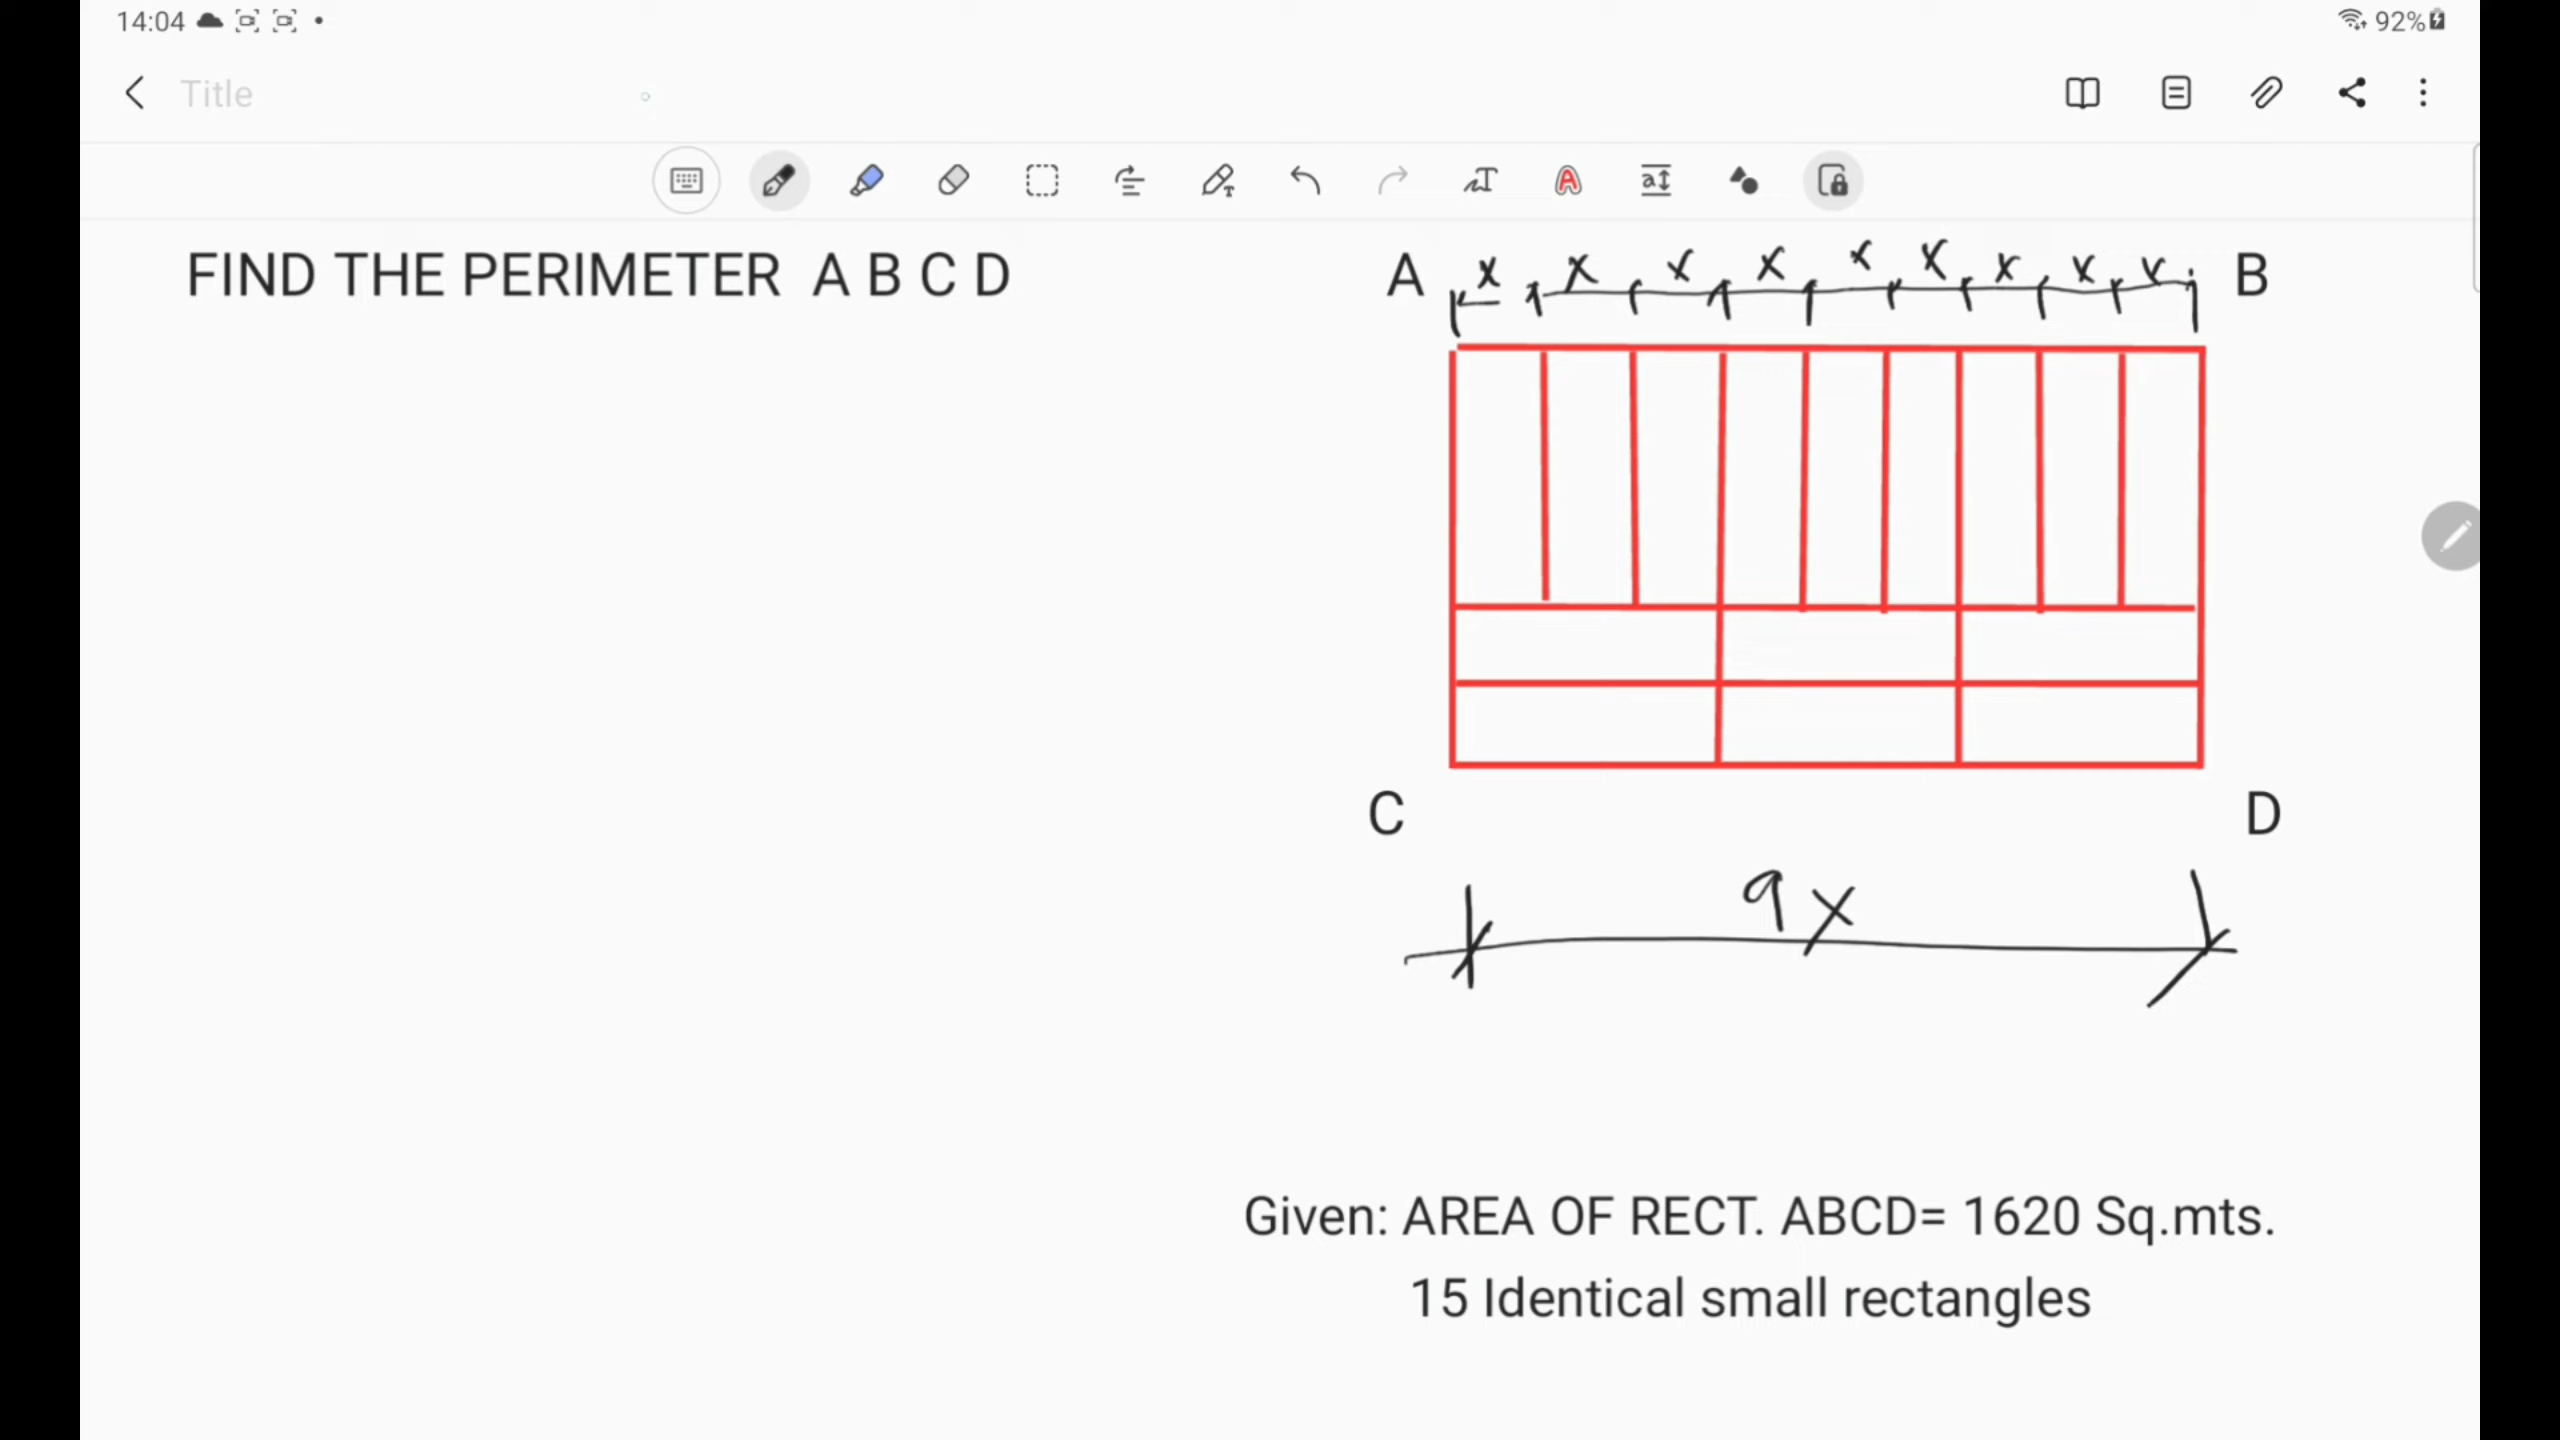 14:04 92%
Title
FIND THE PERIMETER A B C D
A x x x x x x x x x B
C D
9x
Given: AREA OF RECT. ABCD= 1620 Sq.mts.
15 Identical small rectangles